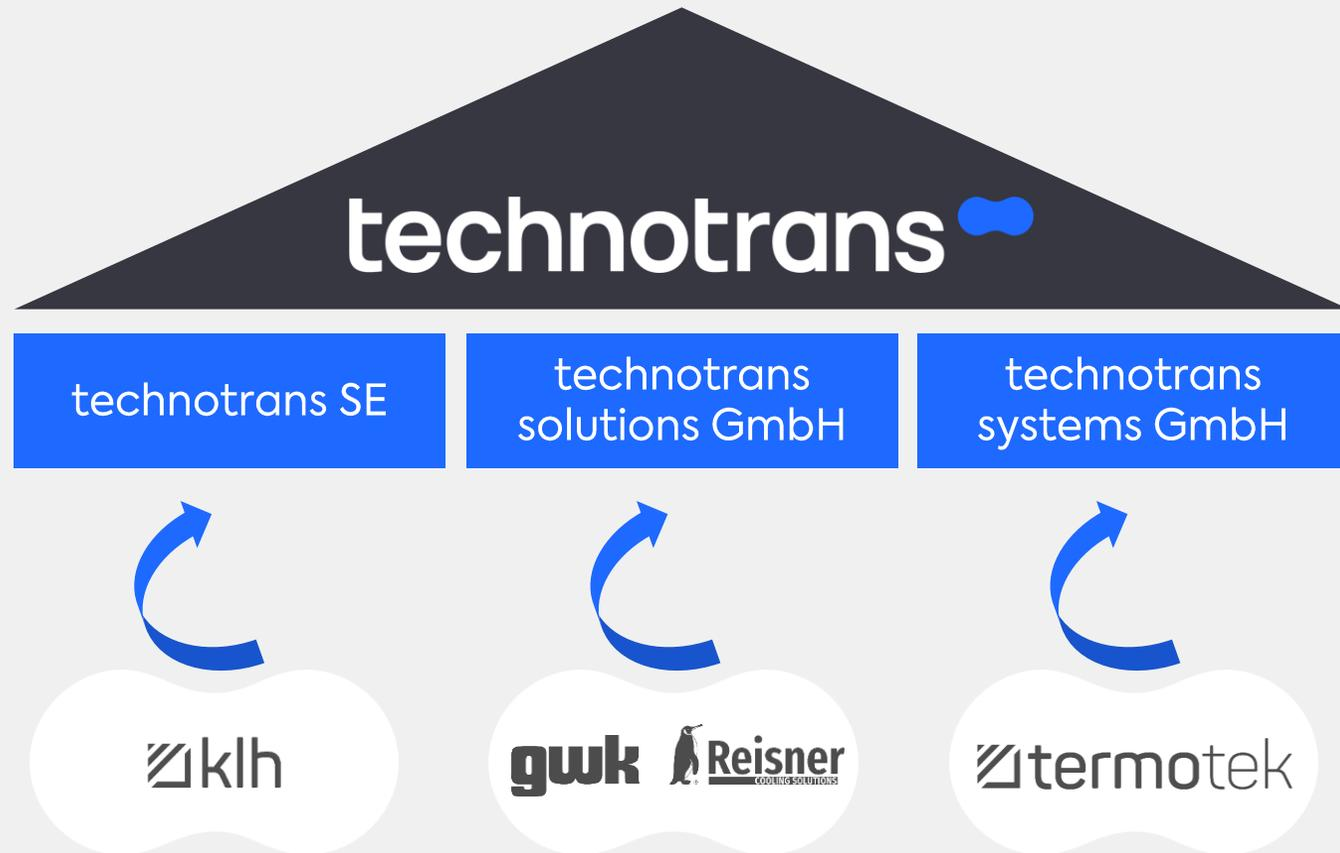 technotrans
technotrans SE
technotrans
solutions GmbH
technotrans
systems GmbH
klh
gwk
Reisner
COOLING SOLUTIONS
termotek